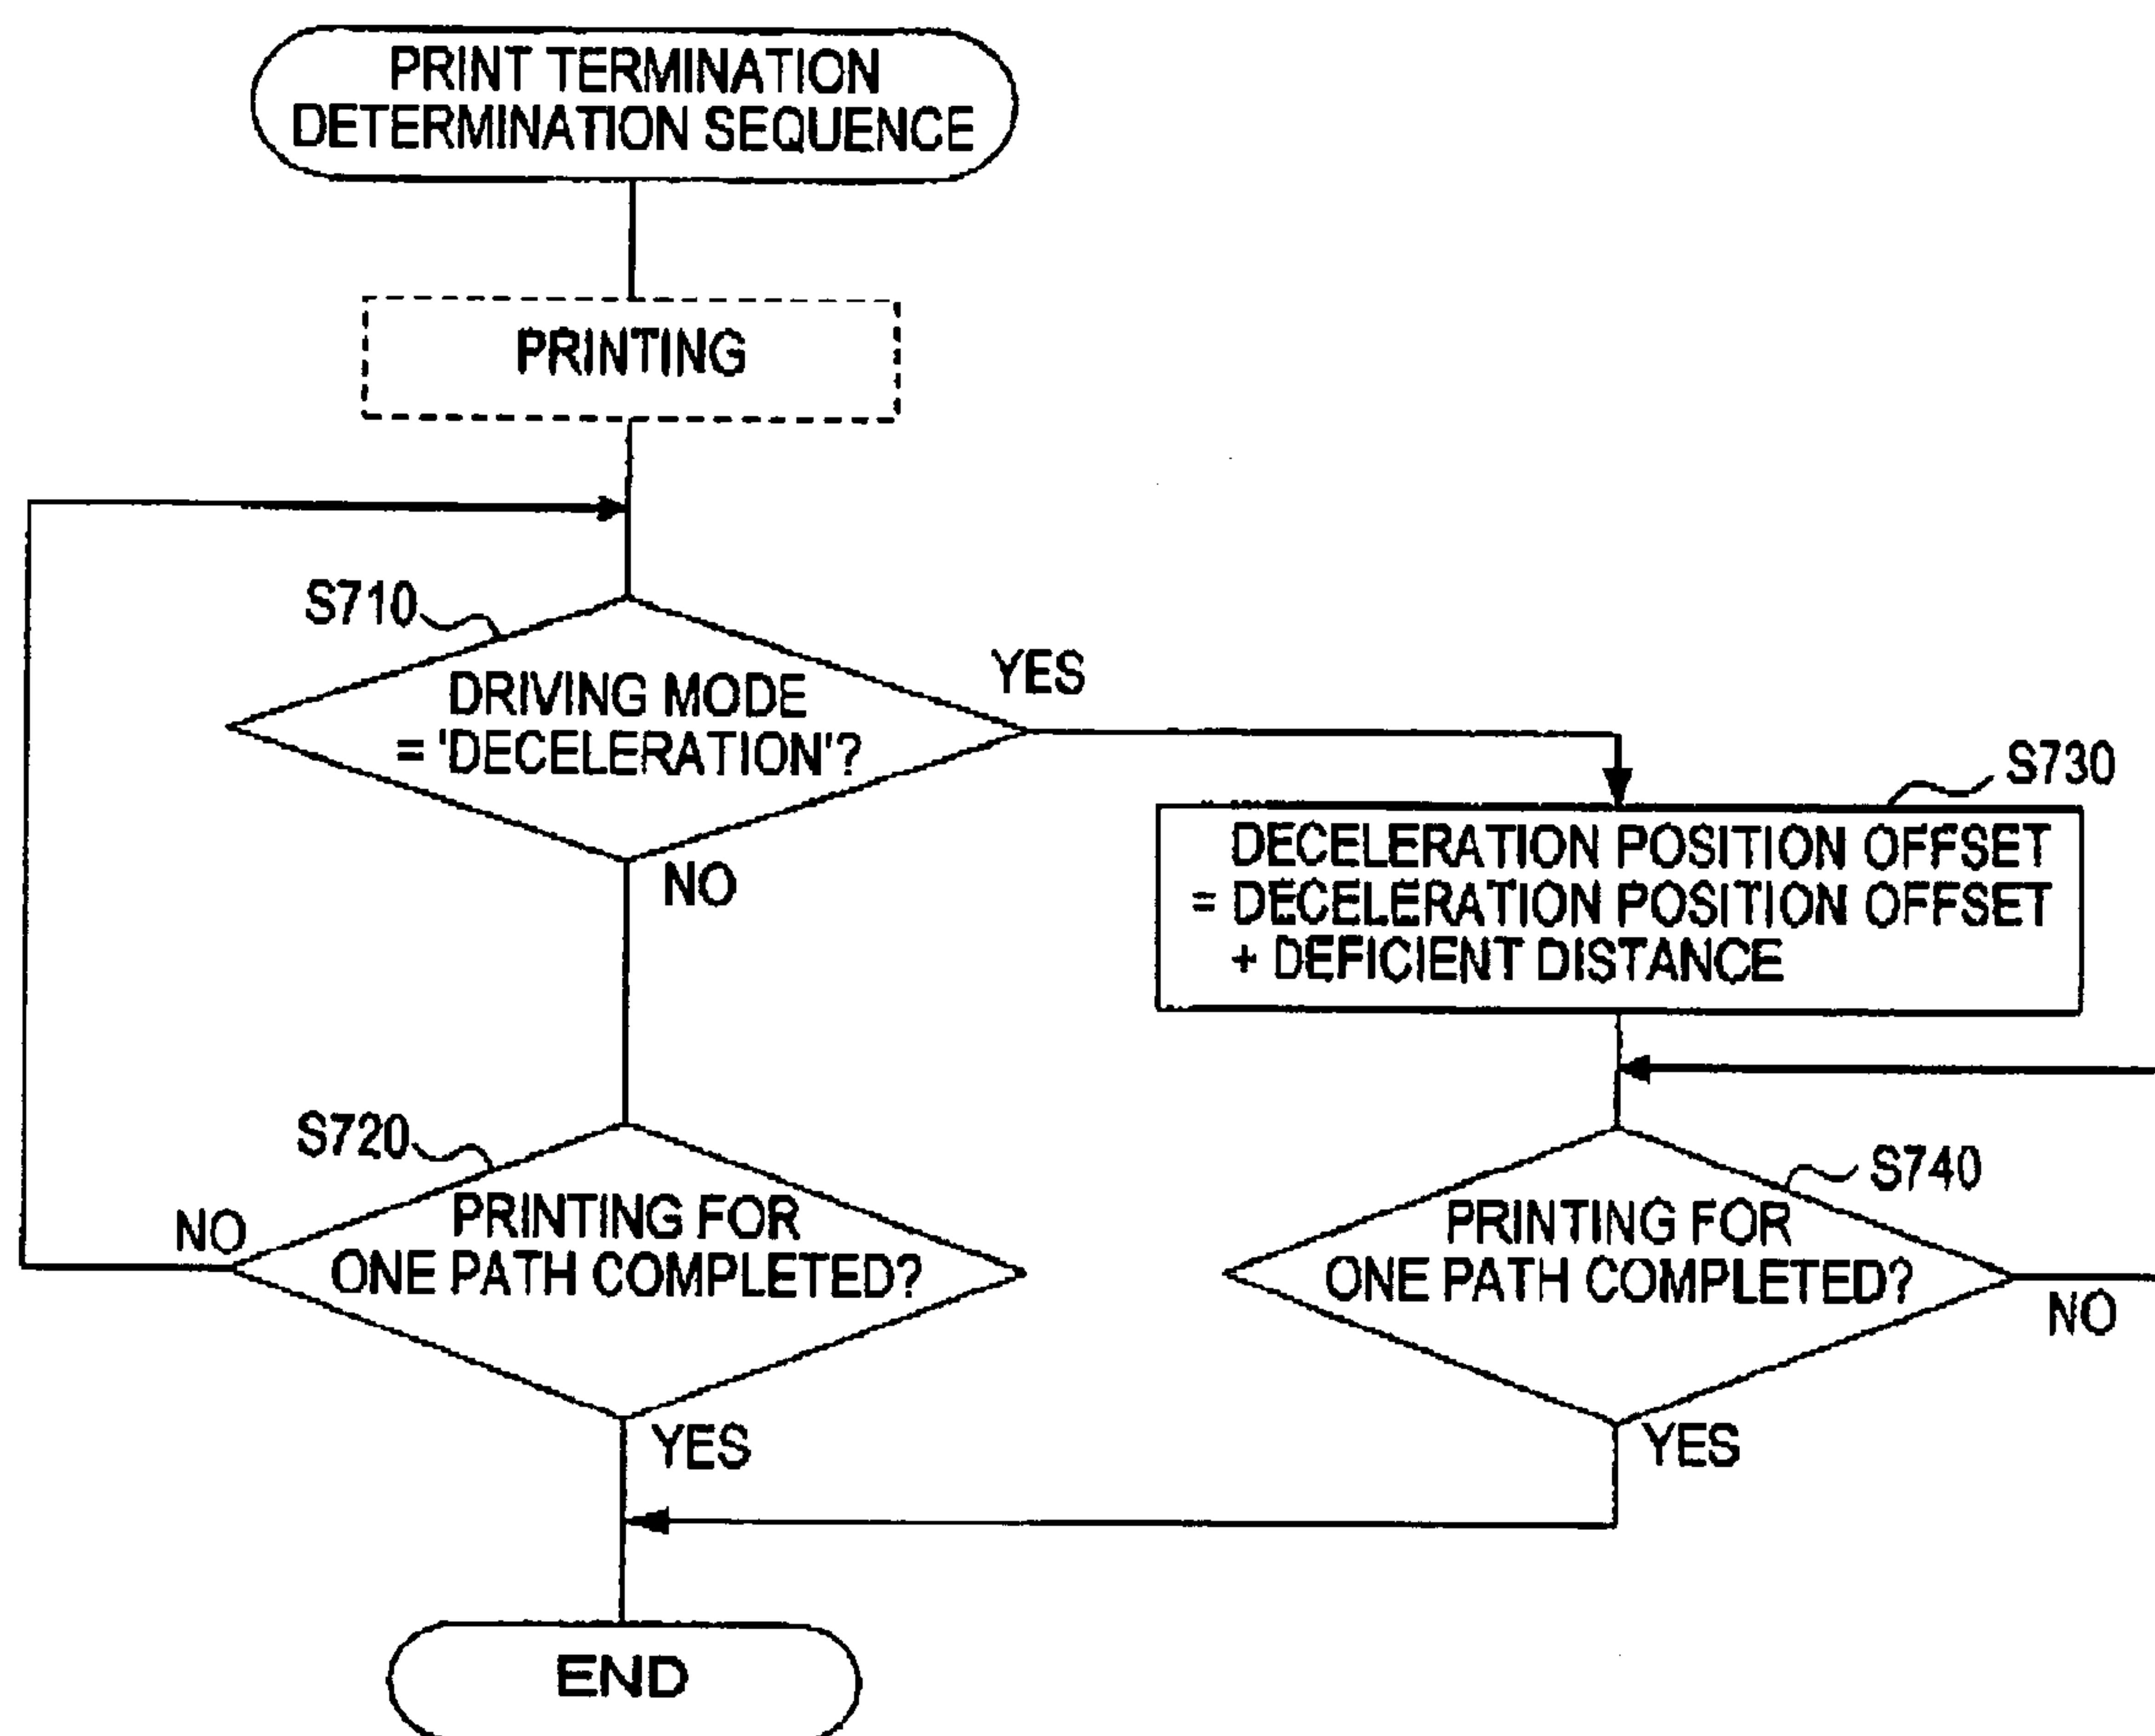 PRINT TERMINATION
DETERMINATION SEQUENCE
PRINTING
S710
DRIVING MODE
= 'DECELERATION'?
YES
NO
S730
DECELERATION POSITION OFFSET
= DECELERATION POSITION OFFSET
+ DEFICIENT DISTANCE
S720
PRINTING FOR
ONE PATH COMPLETED?
NO
YES
S740
PRINTING FOR
ONE PATH COMPLETED?
NO
YES
END